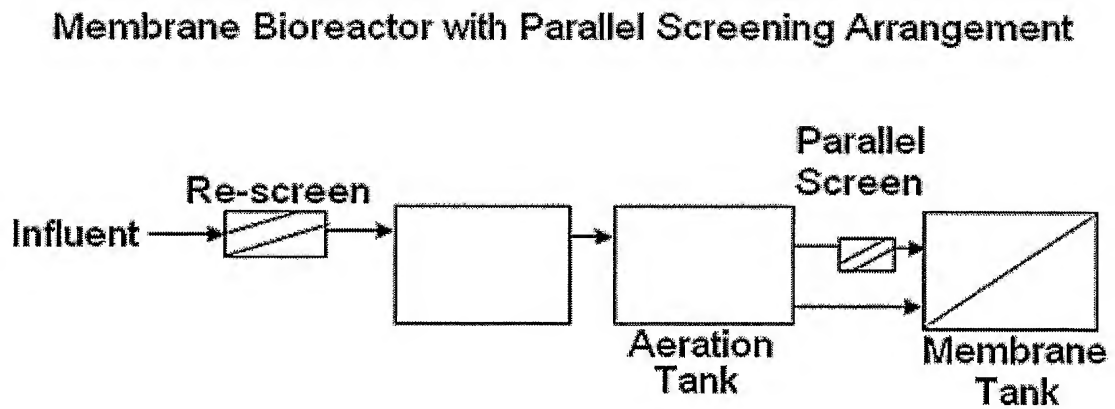 Membrane Bioreactor with Parallel Screening Arrangement
Parallel
Screen
Re-screen
Influent
Aeration
Tank
Membrane
Tank